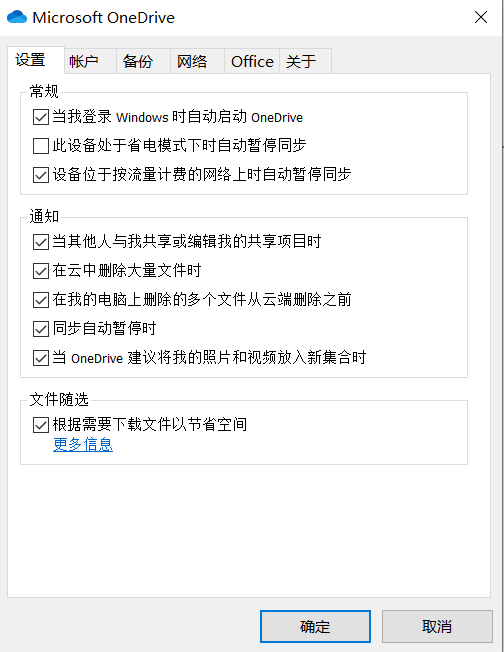 Microsoft OneDrive
设置 帐户 备份 网络 Office 关于
常规
当我登录 Windows 时自动启动 OneDrive
此设备处于省电模式下时自动暂停同步
设备位于按流量计费的网络上时自动暂停同步
通知
当其他人与我共享或编辑我的共享项目时
在云中删除大量文件时
在我的电脑上删除的多个文件从云端删除之前
同步自动暂停时
当 OneDrive 建议将我的照片和视频放入新集合时
文件随选
根据需要下载文件以节省空间
更多信息
确定 取消